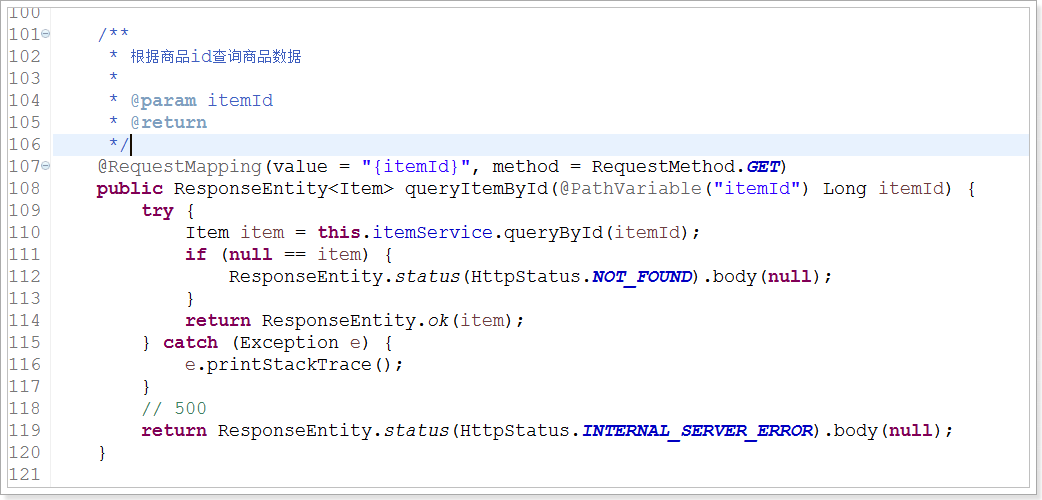 100
101 /**
102  * 根据商品id查询商品数据
103  *
104  * @param itemId
105  * @return
106  */
107 @RequestMapping(value = "{itemId}", method = RequestMethod.GET)
108 public ResponseEntity<Item> queryItemById(@PathVariable("itemId") Long itemId) {
109     try {
110         Item item = this.itemService.queryById(itemId);
111         if (null == item) {
112             ResponseEntity.status(HttpStatus.NOT_FOUND).body(null);
113         }
114         return ResponseEntity.ok(item);
115     } catch (Exception e) {
116         e.printStackTrace();
117     }
118     // 500
119     return ResponseEntity.status(HttpStatus.INTERNAL_SERVER_ERROR).body(null);
120 }
121